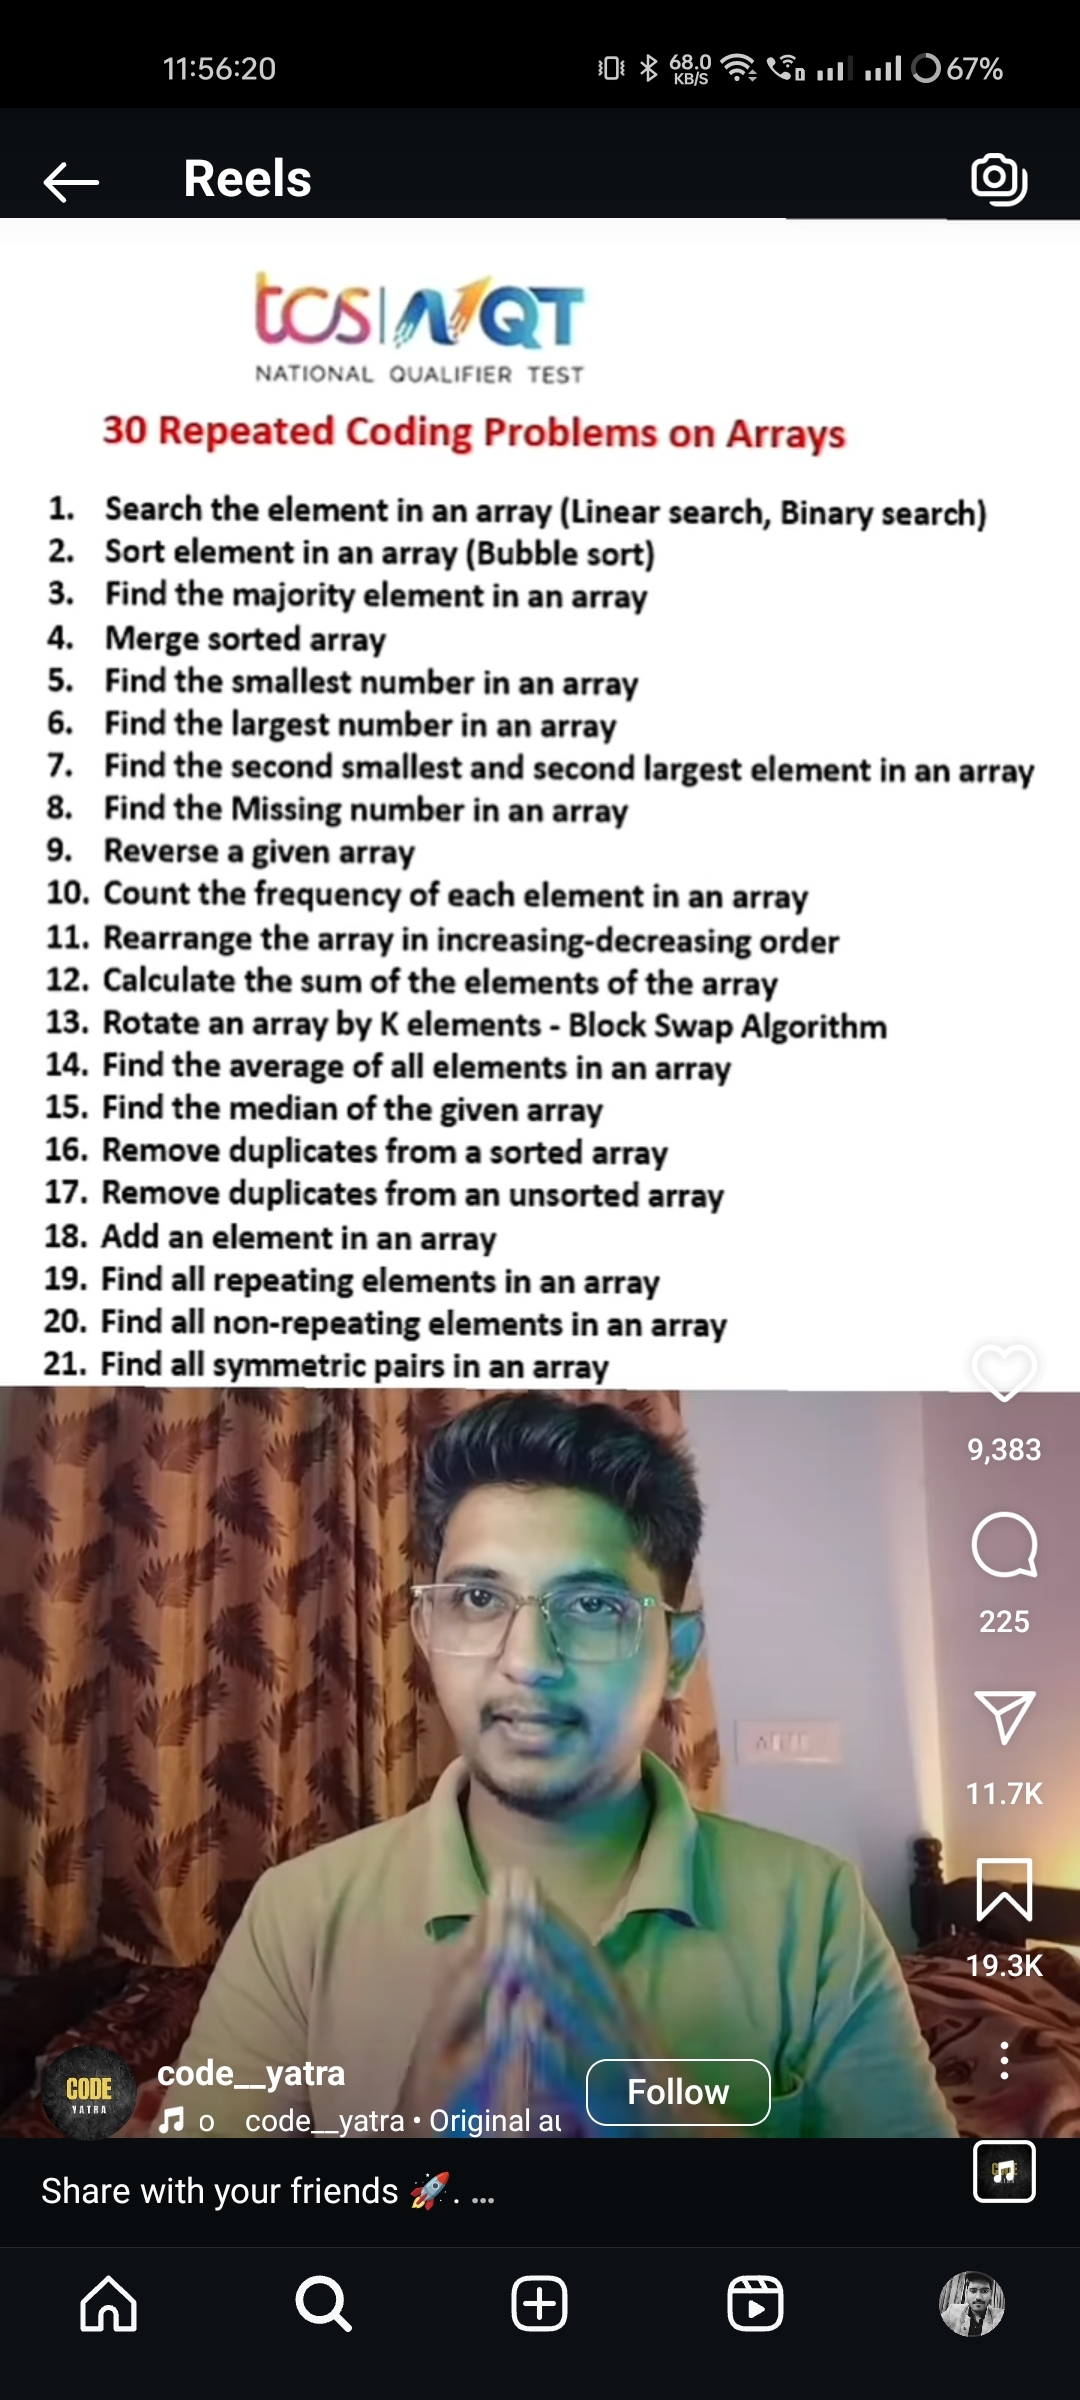 11:56:20
68.0
KB/S
67%
Reels
tcs|NQT
NATIONAL QUALIFIER TEST
30 Repeated Coding Problems on Arrays
1. Search the element in an array (Linear search, Binary search)
2. Sort element in an array (Bubble sort)
3. Find the majority element in an array
4. Merge sorted array
5. Find the smallest number in an array
6. Find the largest number in an array
7. Find the second smallest and second largest element in an array
8. Find the Missing number in an array
9. Reverse a given array
10. Count the frequency of each element in an array
11. Rearrange the array in increasing-decreasing order
12. Calculate the sum of the elements of the array
13. Rotate an array by K elements - Block Swap Algorithm
14. Find the average of all elements in an array
15. Find the median of the given array
16. Remove duplicates from a sorted array
17. Remove duplicates from an unsorted array
18. Add an element in an array
19. Find all repeating elements in an array
20. Find all non-repeating elements in an array
21. Find all symmetric pairs in an array
9,383
225
11.7K
19.3K
CODE
YATRA
code__yatra
Follow
o code__yatra • Original au
Share with your friends 🚀. ...